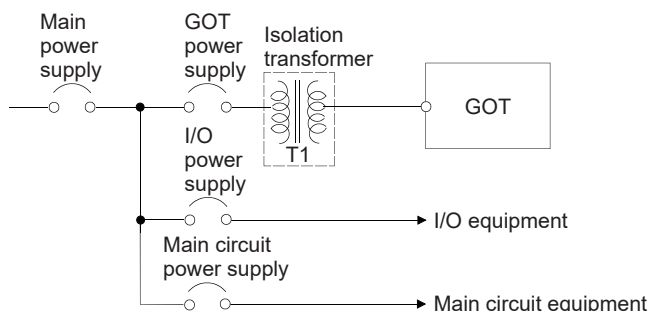 Main
power
supply
GOT
power
supply
Isolation
transformer
T1
GOT
I/O
power
supply
I/O equipment
Main circuit
power supply
Main circuit equipment